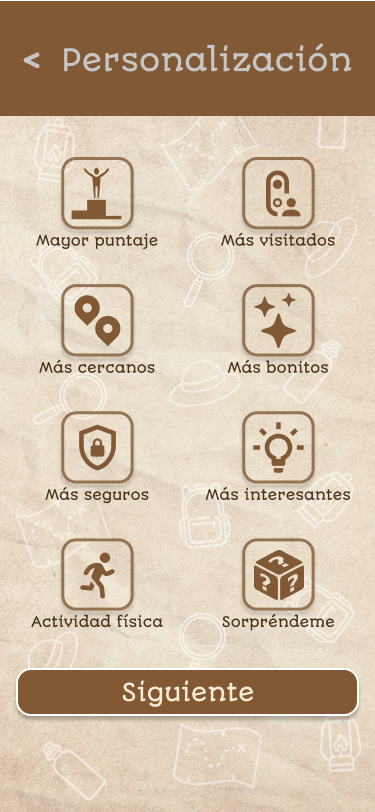 < Personalización
Mayor puntaje
Más visitados
Más cercanos
Más bonitos
Más seguros
Más interesantes
Actividad física
Sorpréndeme
Siguiente